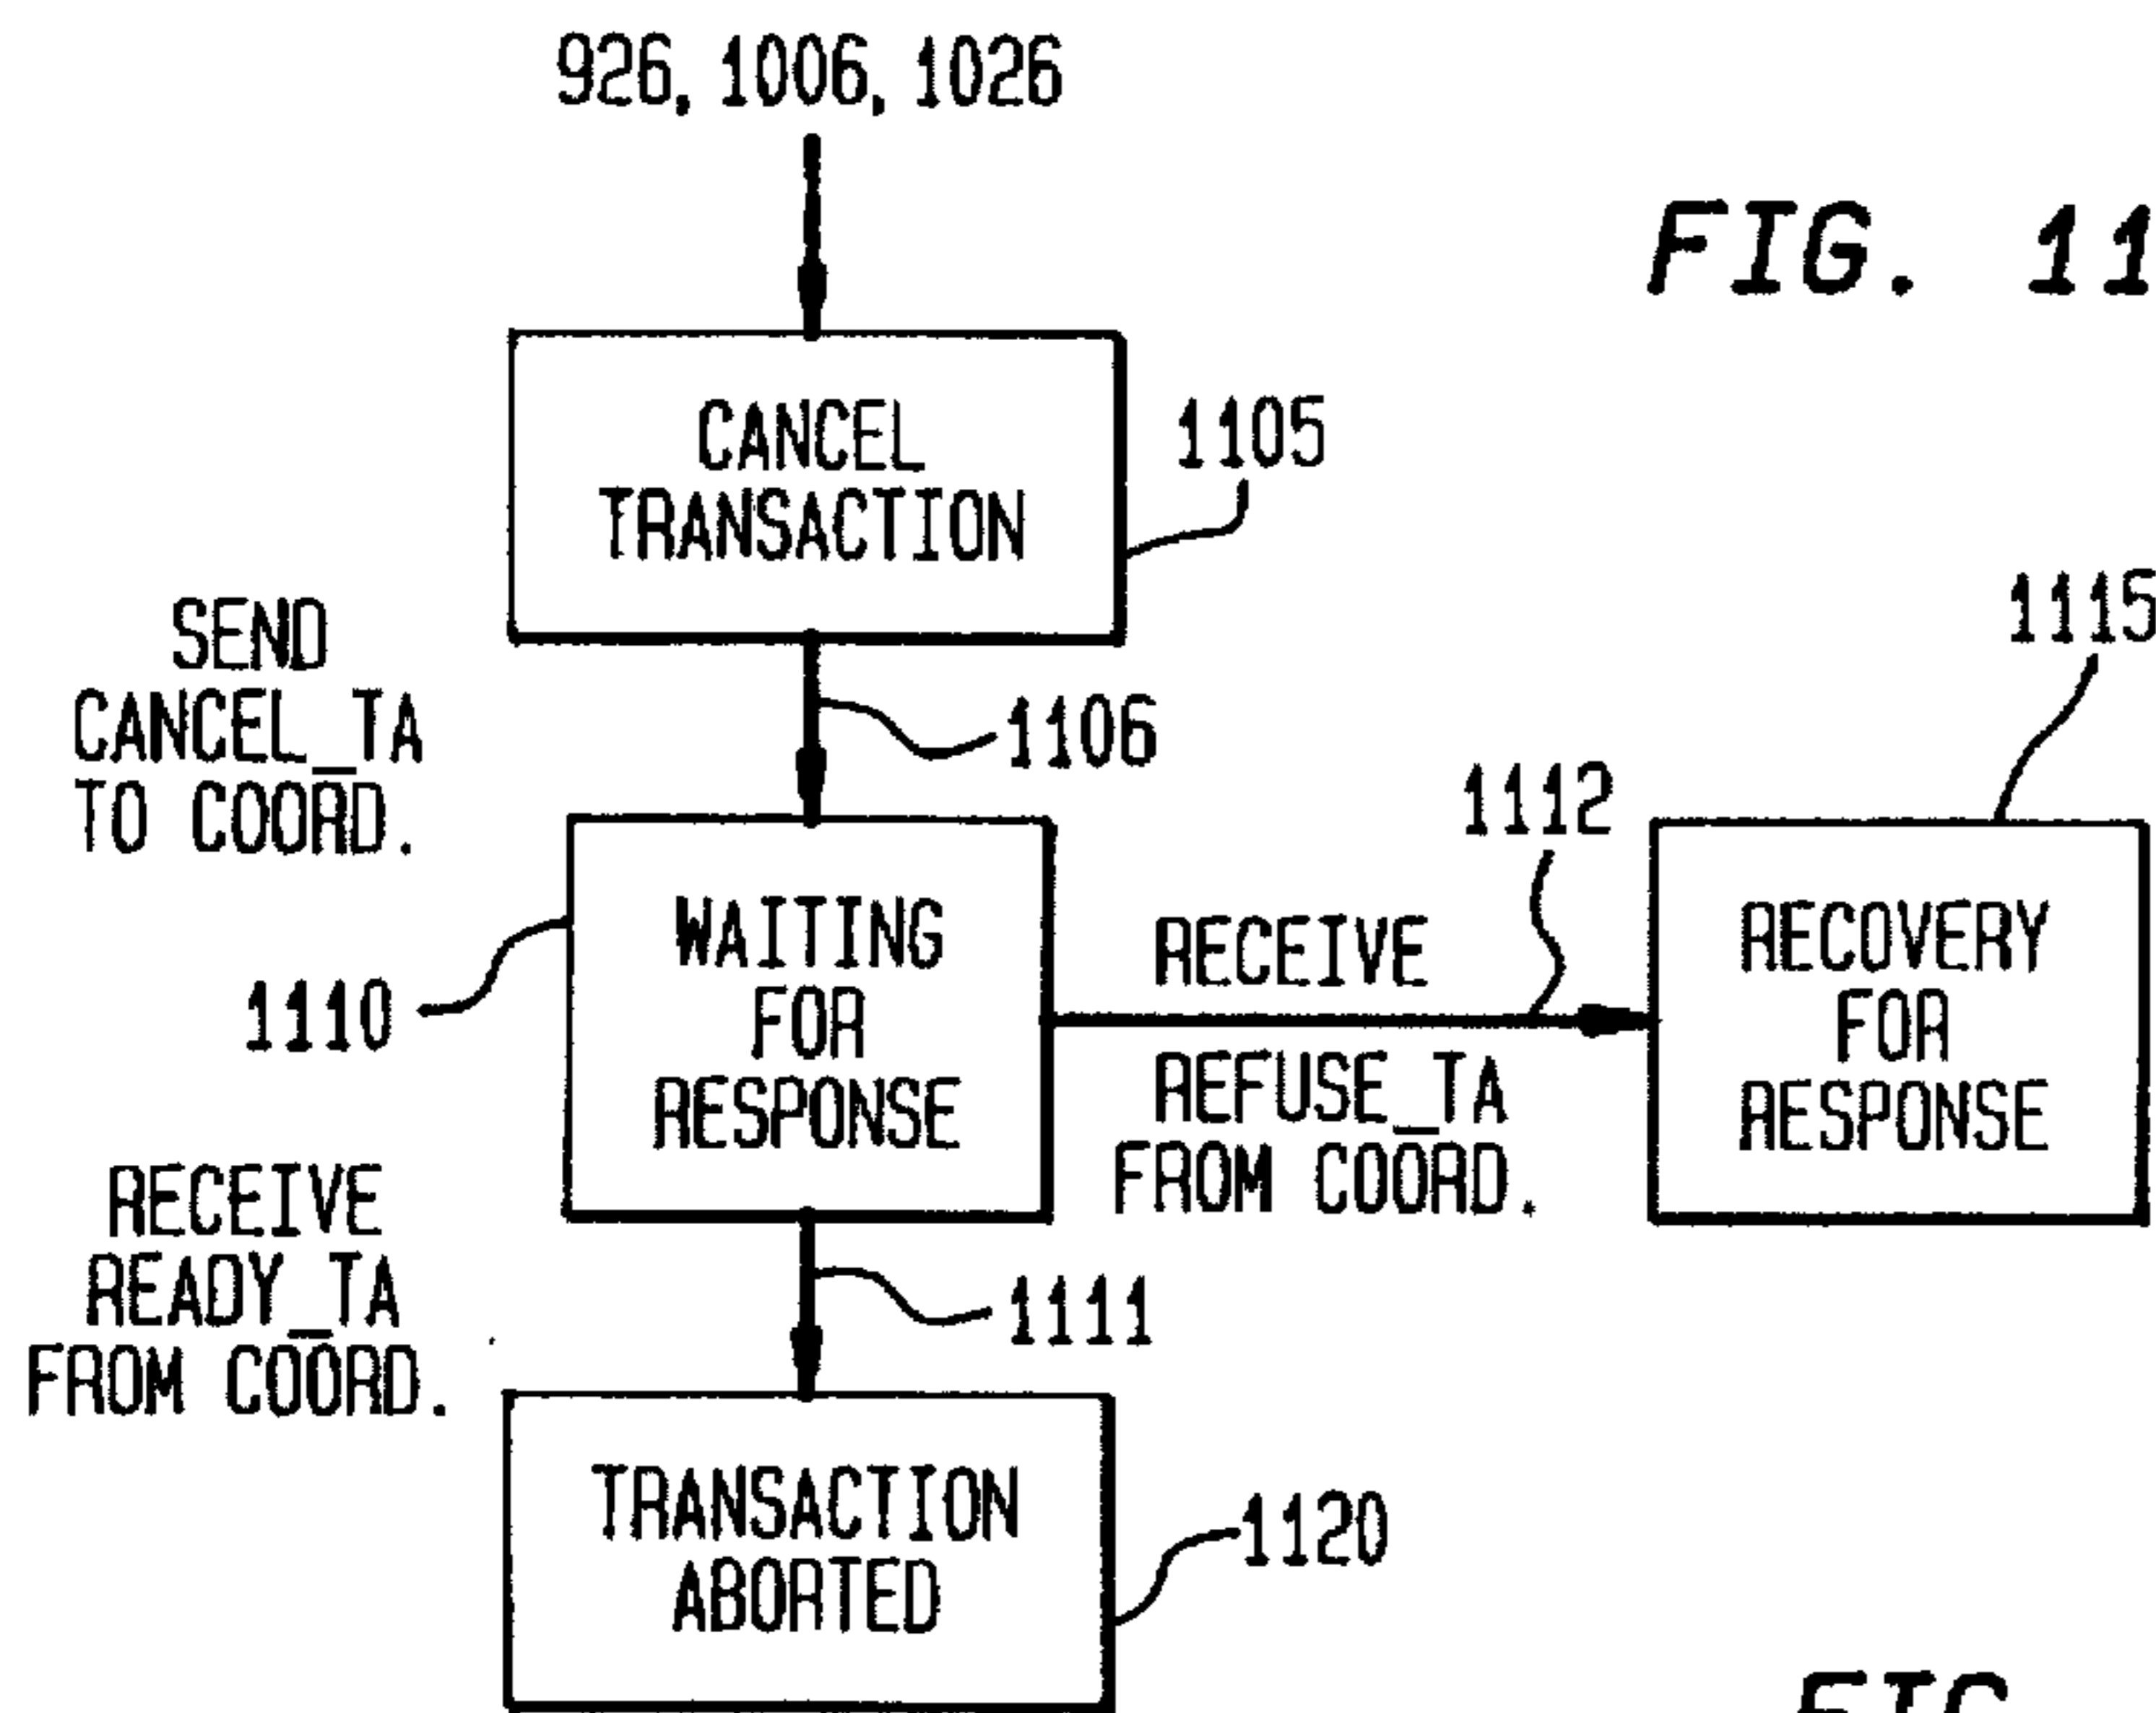 926, 1006, 1026
FIG. 11
CANCEL
TRANSACTION
1105
SEND
CANCEL_TA
TO COORD.
1106
1115
1112
WAITING
FOR
RESPONSE
1110
RECEIVE
REFUSE_TA
FROM COORD.
RECOVERY
FOR
RESPONSE
RECEIVE
READY_TA
FROM COORD.
1111
TRANSACTION
ABORTED
1120
FIG